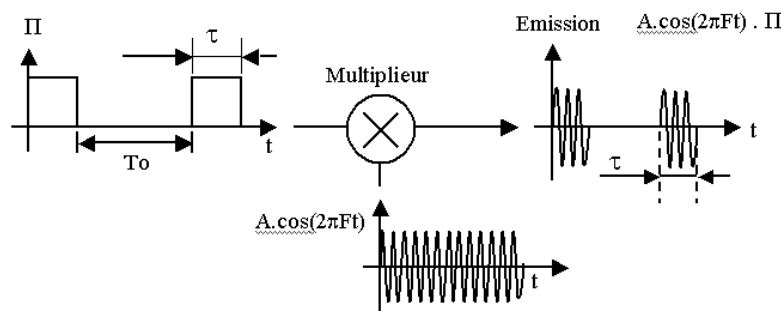 Π
τ
t
To
Multiplieur
A.cos(2πFt)
t
Emission A.cos(2πFt) . Π
t
τ